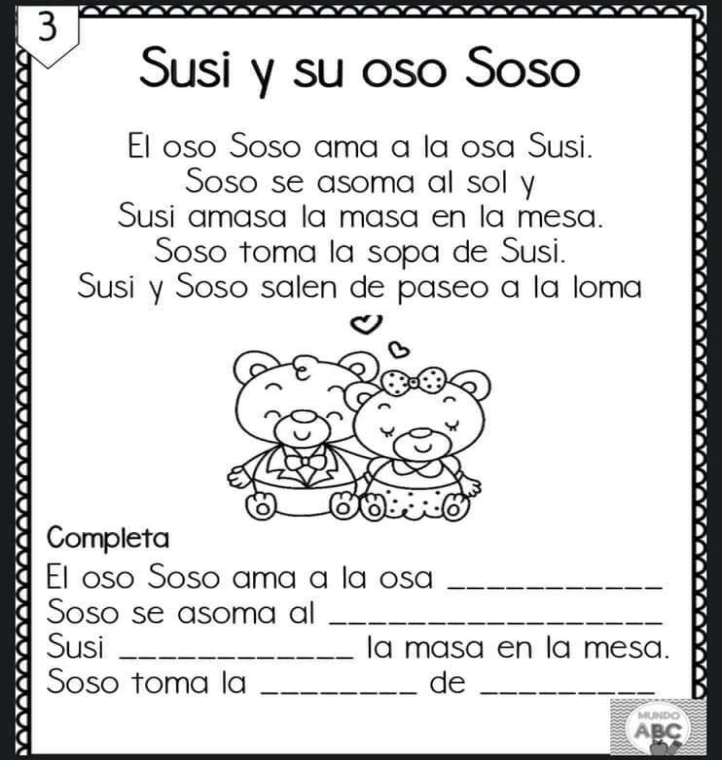 3
Susi y su oso Soso
El oso Soso ama a la osa Susi.
Soso se asoma al sol y
Susi amasa la masa en la mesa.
Soso toma la sopa de Susi.
Susi y Soso salen de paseo a la loma
Completa
El oso Soso ama a la osa ___________
Soso se asoma al _________________
Susi ____________ la masa en la mesa.
Soso toma la ________ de _________
MUNDO
ABC